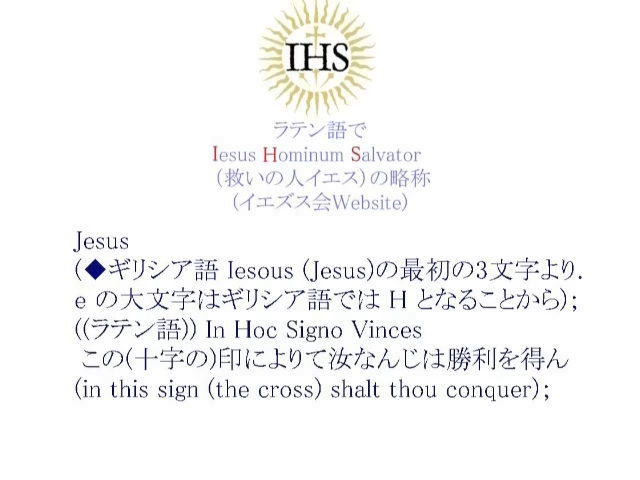 IHS
ラテン語で
Iesus Hominum Salvator
(救いの人イエス)の略称
(イエズス会Website)
Jesus
(◆ギリシア語 Iesous (Jesus)の最初の3文字より.
e の大文字はギリシア語では H となることから);
((ラテン語)) In Hoc Signo Vinces
この(十字の)印によりて汝なんじは勝利を得ん
(in this sign (the cross) shalt thou conquer);